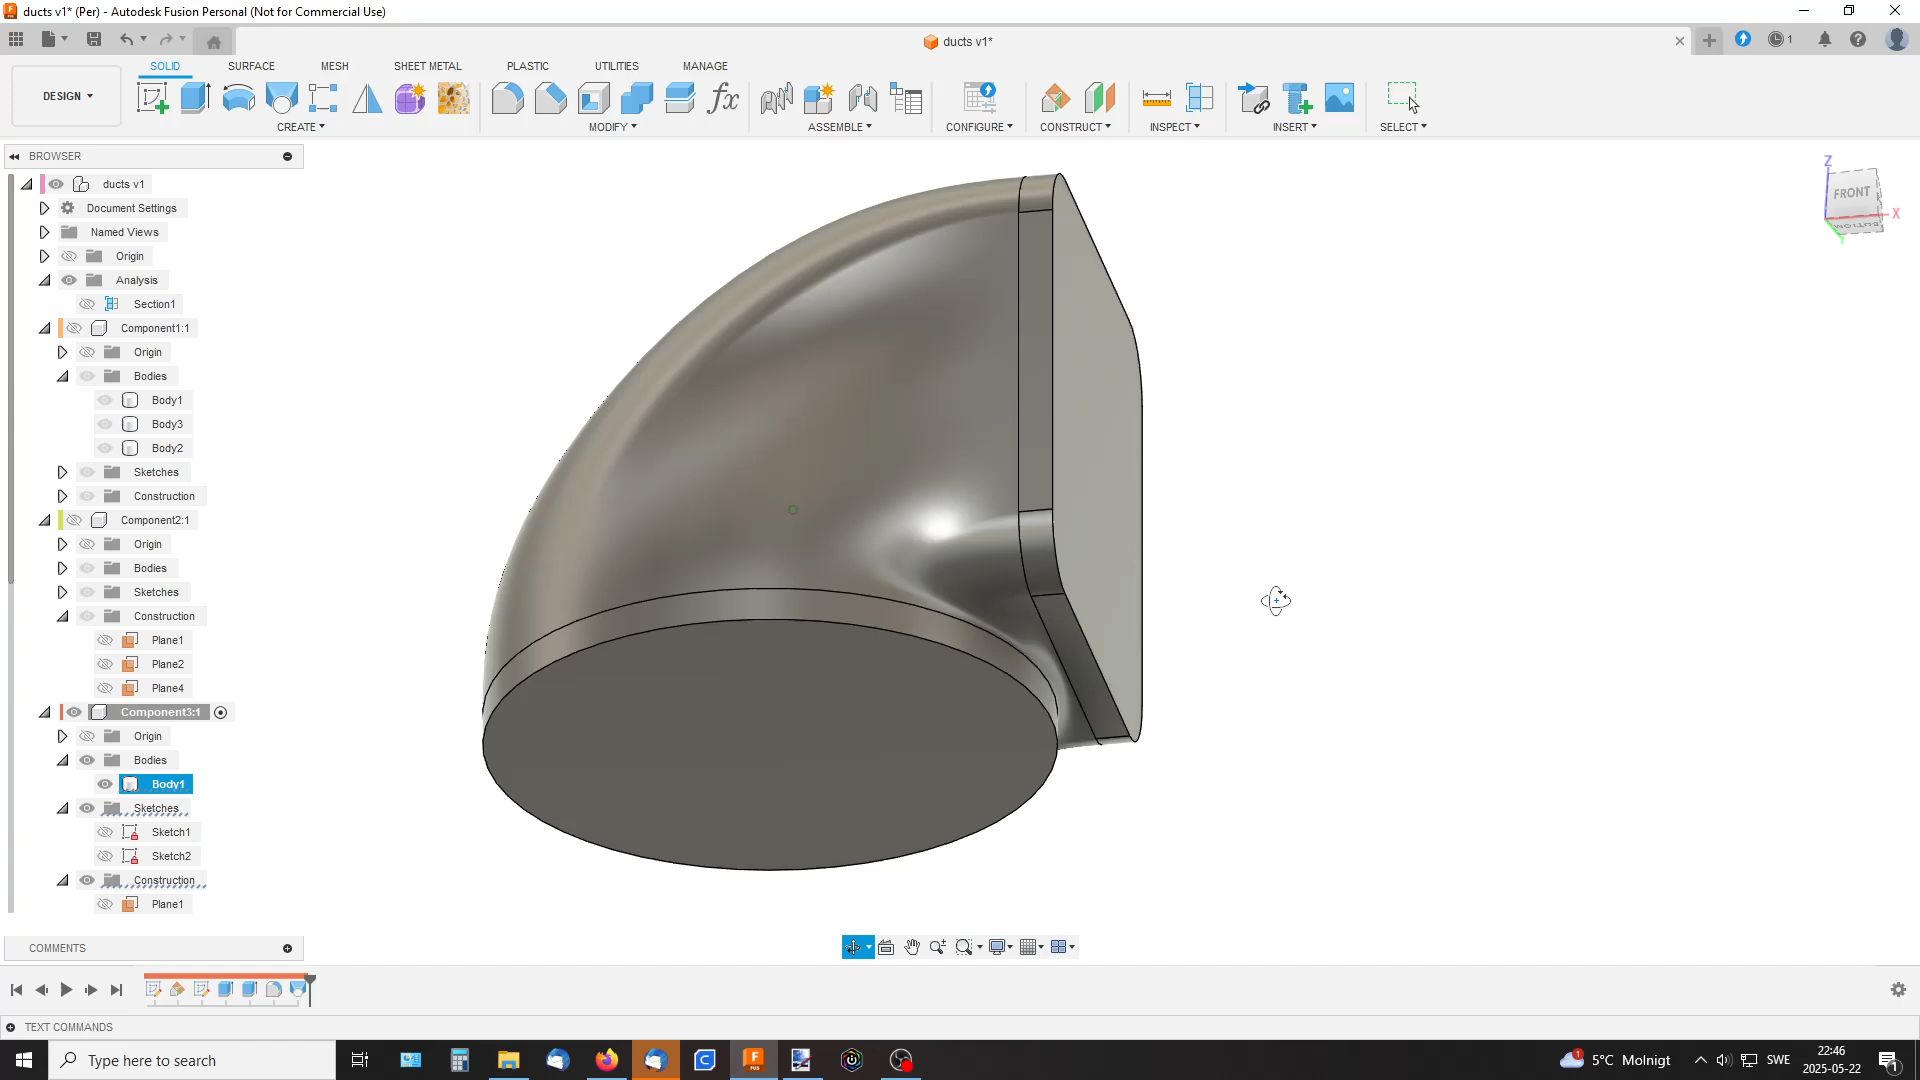 ducts v1* (Per) - Autodesk Fusion Personal (Not for Commercial Use)
ducts v1*
1
DESIGN
SOLID
SURFACE
MESH
SHEET METAL
PLASTIC
UTILITIES
MANAGE
CREATE
MODIFY
ASSEMBLE
CONFIGURE
CONSTRUCT
INSPECT
INSERT
SELECT
BROWSER
ducts v1
Document Settings
Named Views
Origin
Analysis
Section1
Component1:1
Origin
Bodies
Body1
Body3
Body2
Sketches
Construction
Component2:1
Origin
Bodies
Sketches
Construction
Plane1
Plane2
Plane4
Component3:1
Origin
Bodies
Body1
Sketches
Sketch1
Sketch2
Construction
Plane1
Z
FRONT
X
BOTTOM
Y
COMMENTS
TEXT COMMANDS
Type here to search
5°C Molnigt
SWE
22:46
2025-05-22